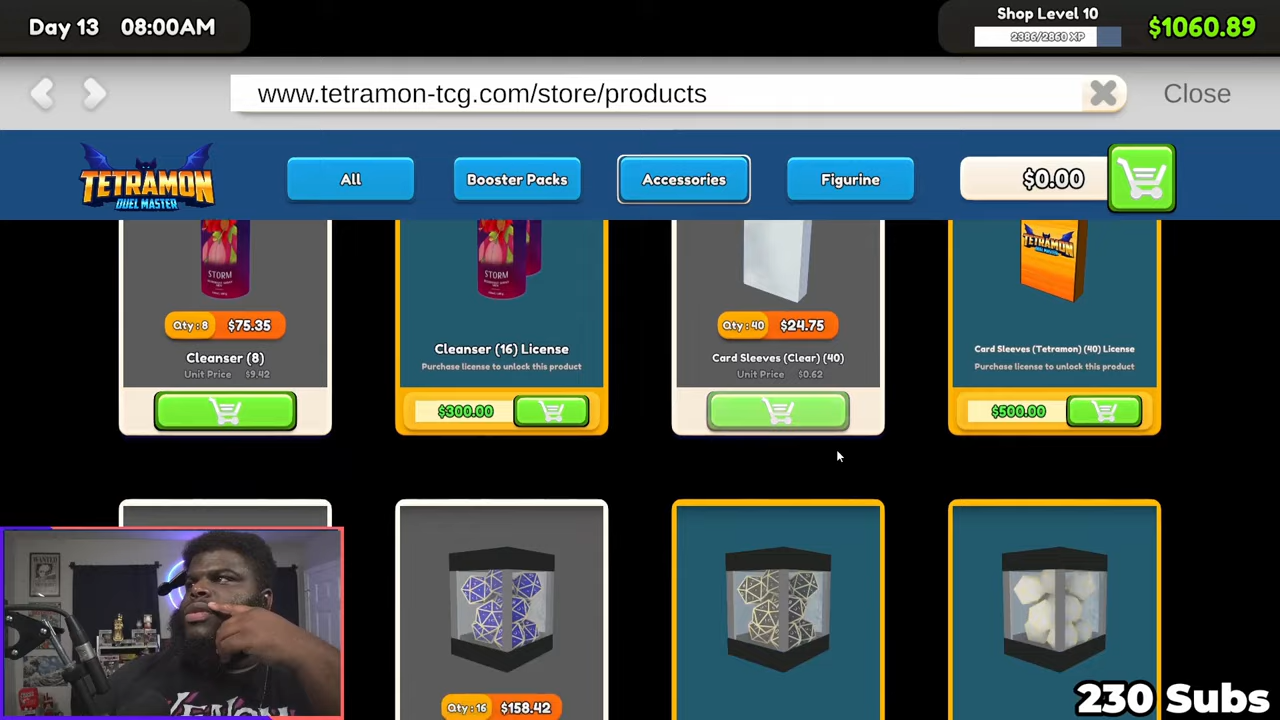 Day 13 08:00AM
Shop Level 10
2386/2860 XP
$1060.89
www.tetramon-tcg.com/store/products
Close
TETRAMON
DUEL MASTER
All
Booster Packs
Accessories
Figurine
$0.00
STORM
STORM
TETRAMON
Qty : 8 $75.35
Cleanser (8)
Unit Price $9.42
Cleanser (16) License
Purchase license to unlock this product
$300.00
Qty : 40 $24.75
Card Sleeves (Clear) (40)
Unit Price $0.62
Card Sleeves (Tetramon) (40) License
Purchase license to unlock this product
$500.00
Qty : 16 $158.42
WANTED
230 Subs